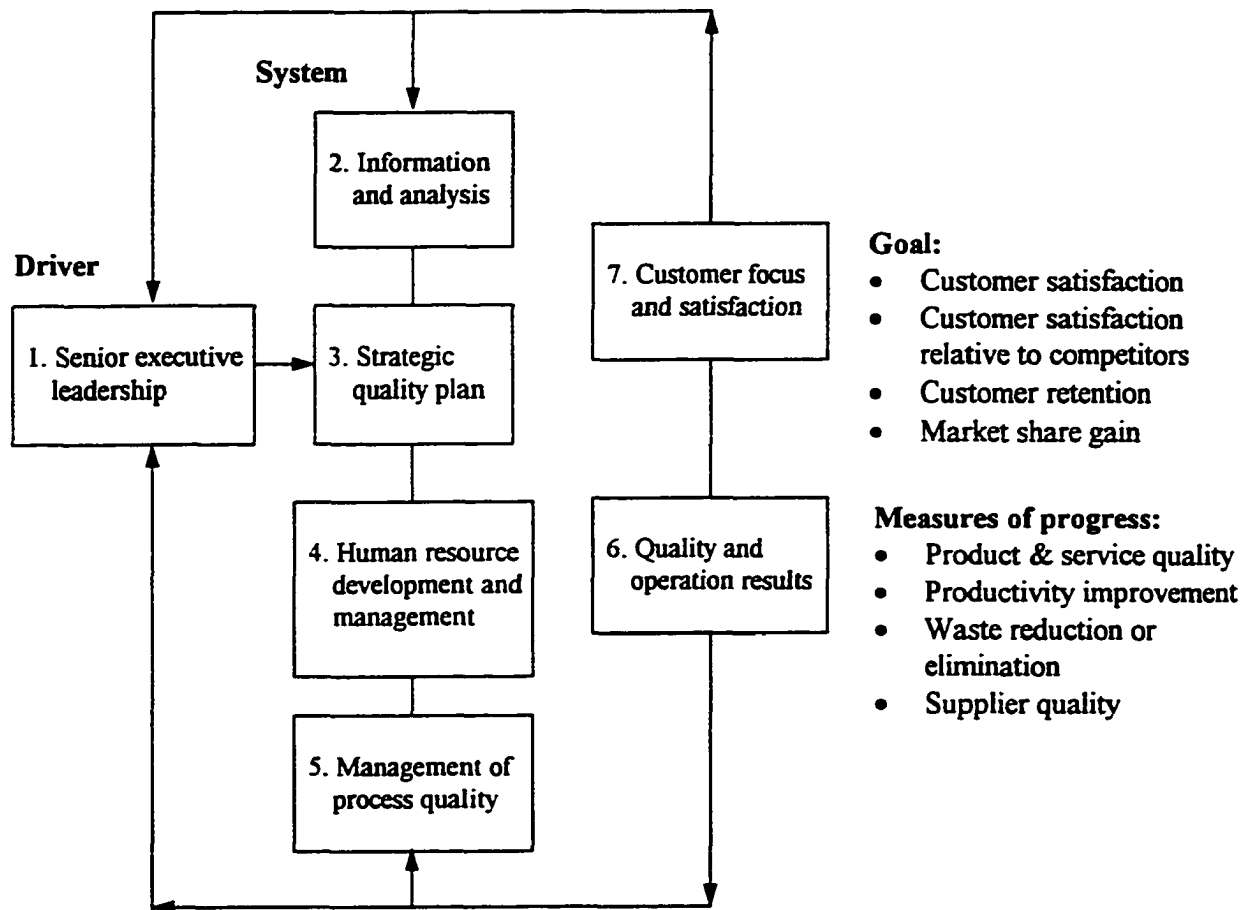 System
2. Information
and analysis
Driver
1. Senior executive
leadership
3. Strategic
quality plan
4. Human resource
development and
management
5. Management of
process quality
7. Customer focus
and satisfaction
6. Quality and
operation results
Goal:
• Customer satisfaction
• Customer satisfaction
relative to competitors
• Customer retention
• Market share gain
Measures of progress:
• Product & service quality
• Productivity improvement
• Waste reduction or
elimination
• Supplier quality